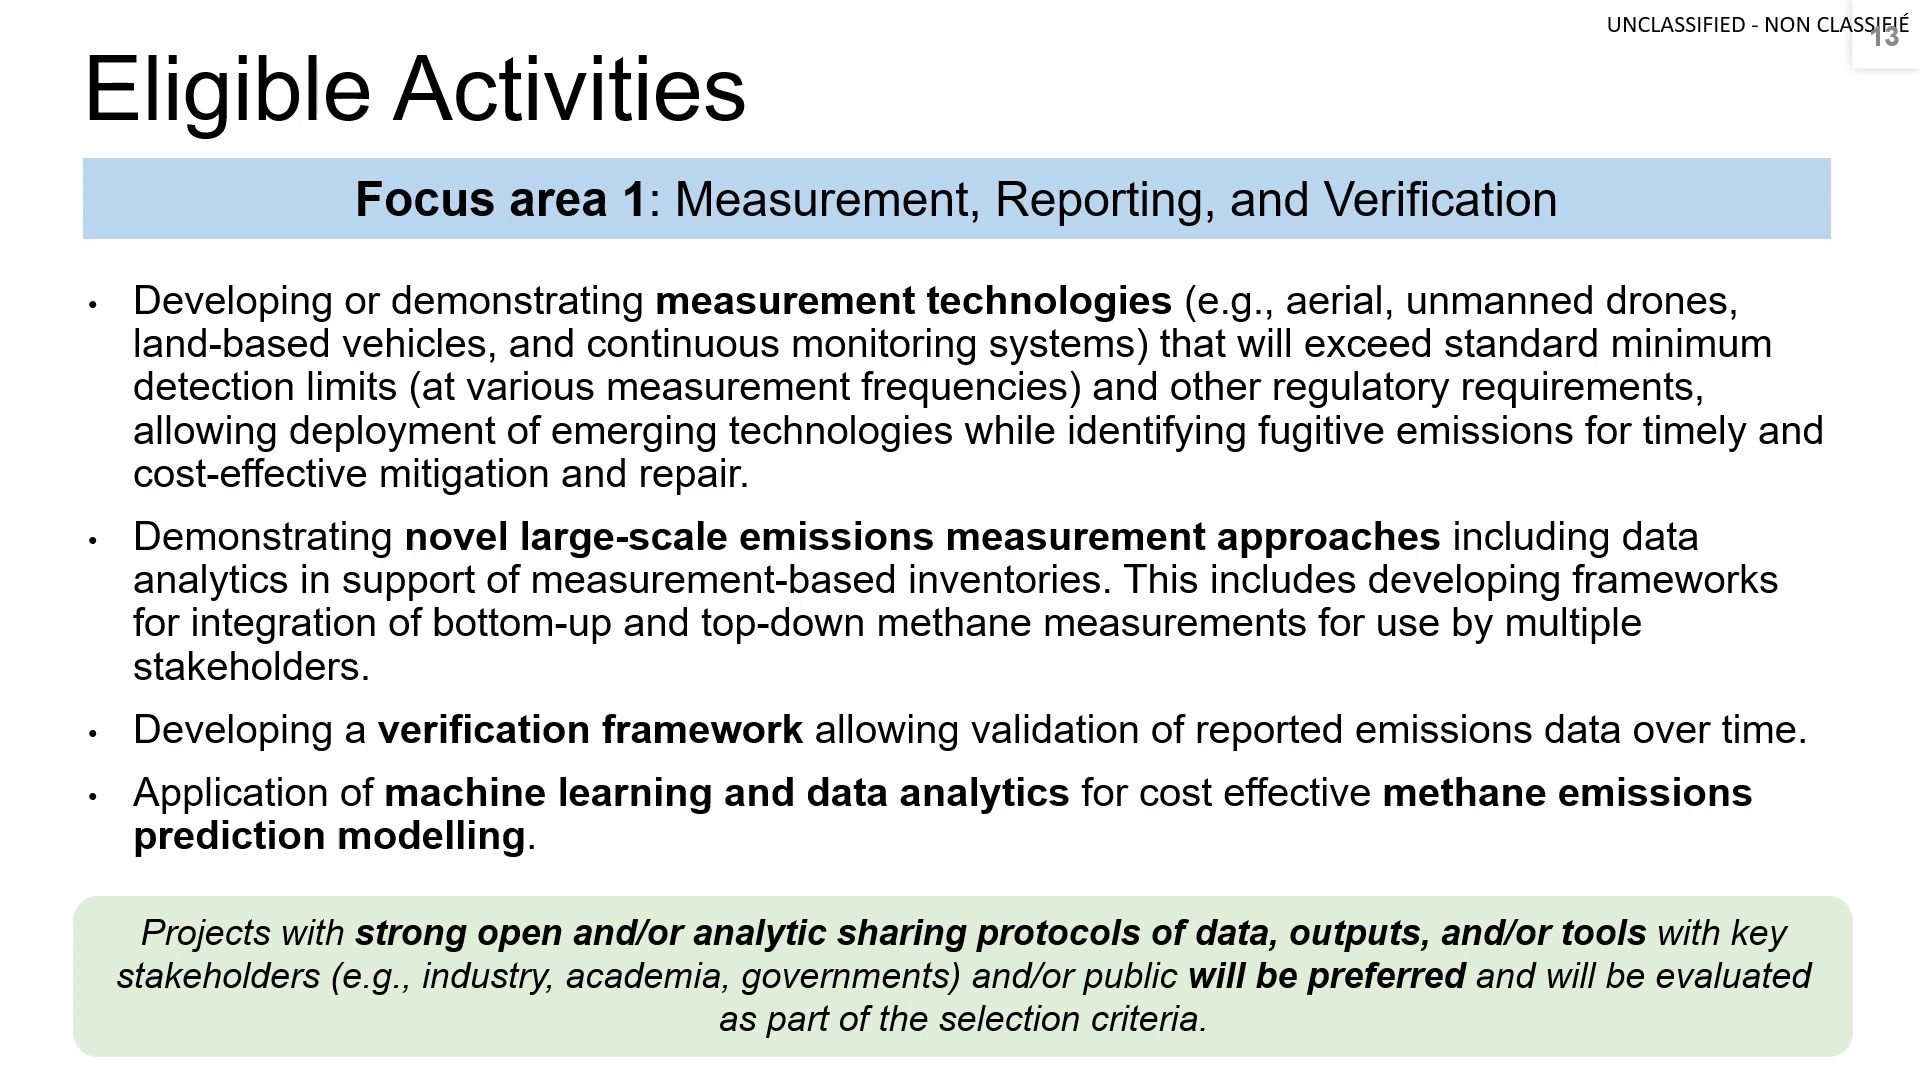 UNCLASSIFIED - NON CLASSIFIÉ
13
Eligible Activities
Focus area 1: Measurement, Reporting, and Verification
• Developing or demonstrating measurement technologies (e.g., aerial, unmanned drones,
land-based vehicles, and continuous monitoring systems) that will exceed standard minimum
detection limits (at various measurement frequencies) and other regulatory requirements,
allowing deployment of emerging technologies while identifying fugitive emissions for timely and
cost-effective mitigation and repair.
• Demonstrating novel large-scale emissions measurement approaches including data
analytics in support of measurement-based inventories. This includes developing frameworks
for integration of bottom-up and top-down methane measurements for use by multiple
stakeholders.
• Developing a verification framework allowing validation of reported emissions data over time.
• Application of machine learning and data analytics for cost effective methane emissions
prediction modelling.
Projects with strong open and/or analytic sharing protocols of data, outputs, and/or tools with key
stakeholders (e.g., industry, academia, governments) and/or public will be preferred and will be evaluated
as part of the selection criteria.